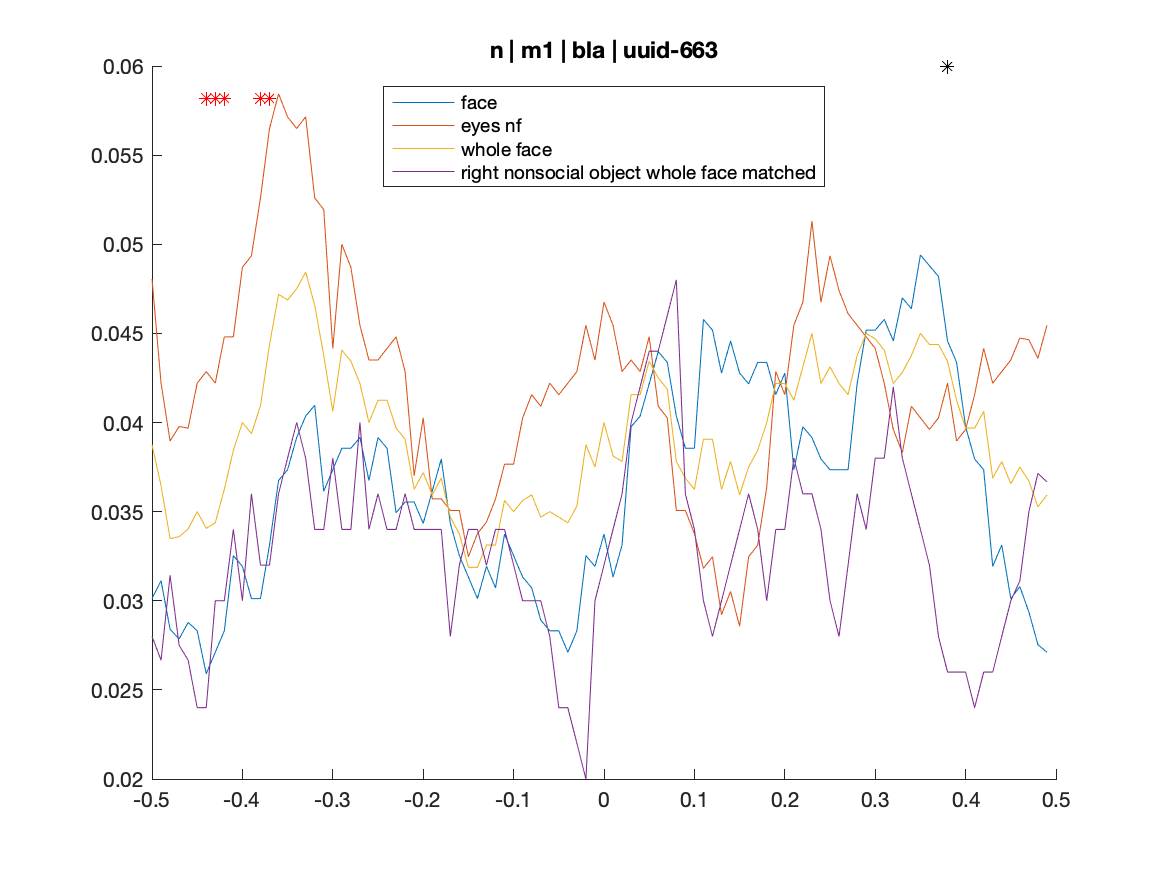 n | m1 | bla | uuid-663
face
eyes nf
whole face
right nonsocial object whole face matched
0.06
0.055
0.05
0.045
0.04
0.035
0.03
0.025
0.02
-0.5 -0.4 -0.3 -0.2 -0.1 0 0.1 0.2 0.3 0.4 0.5